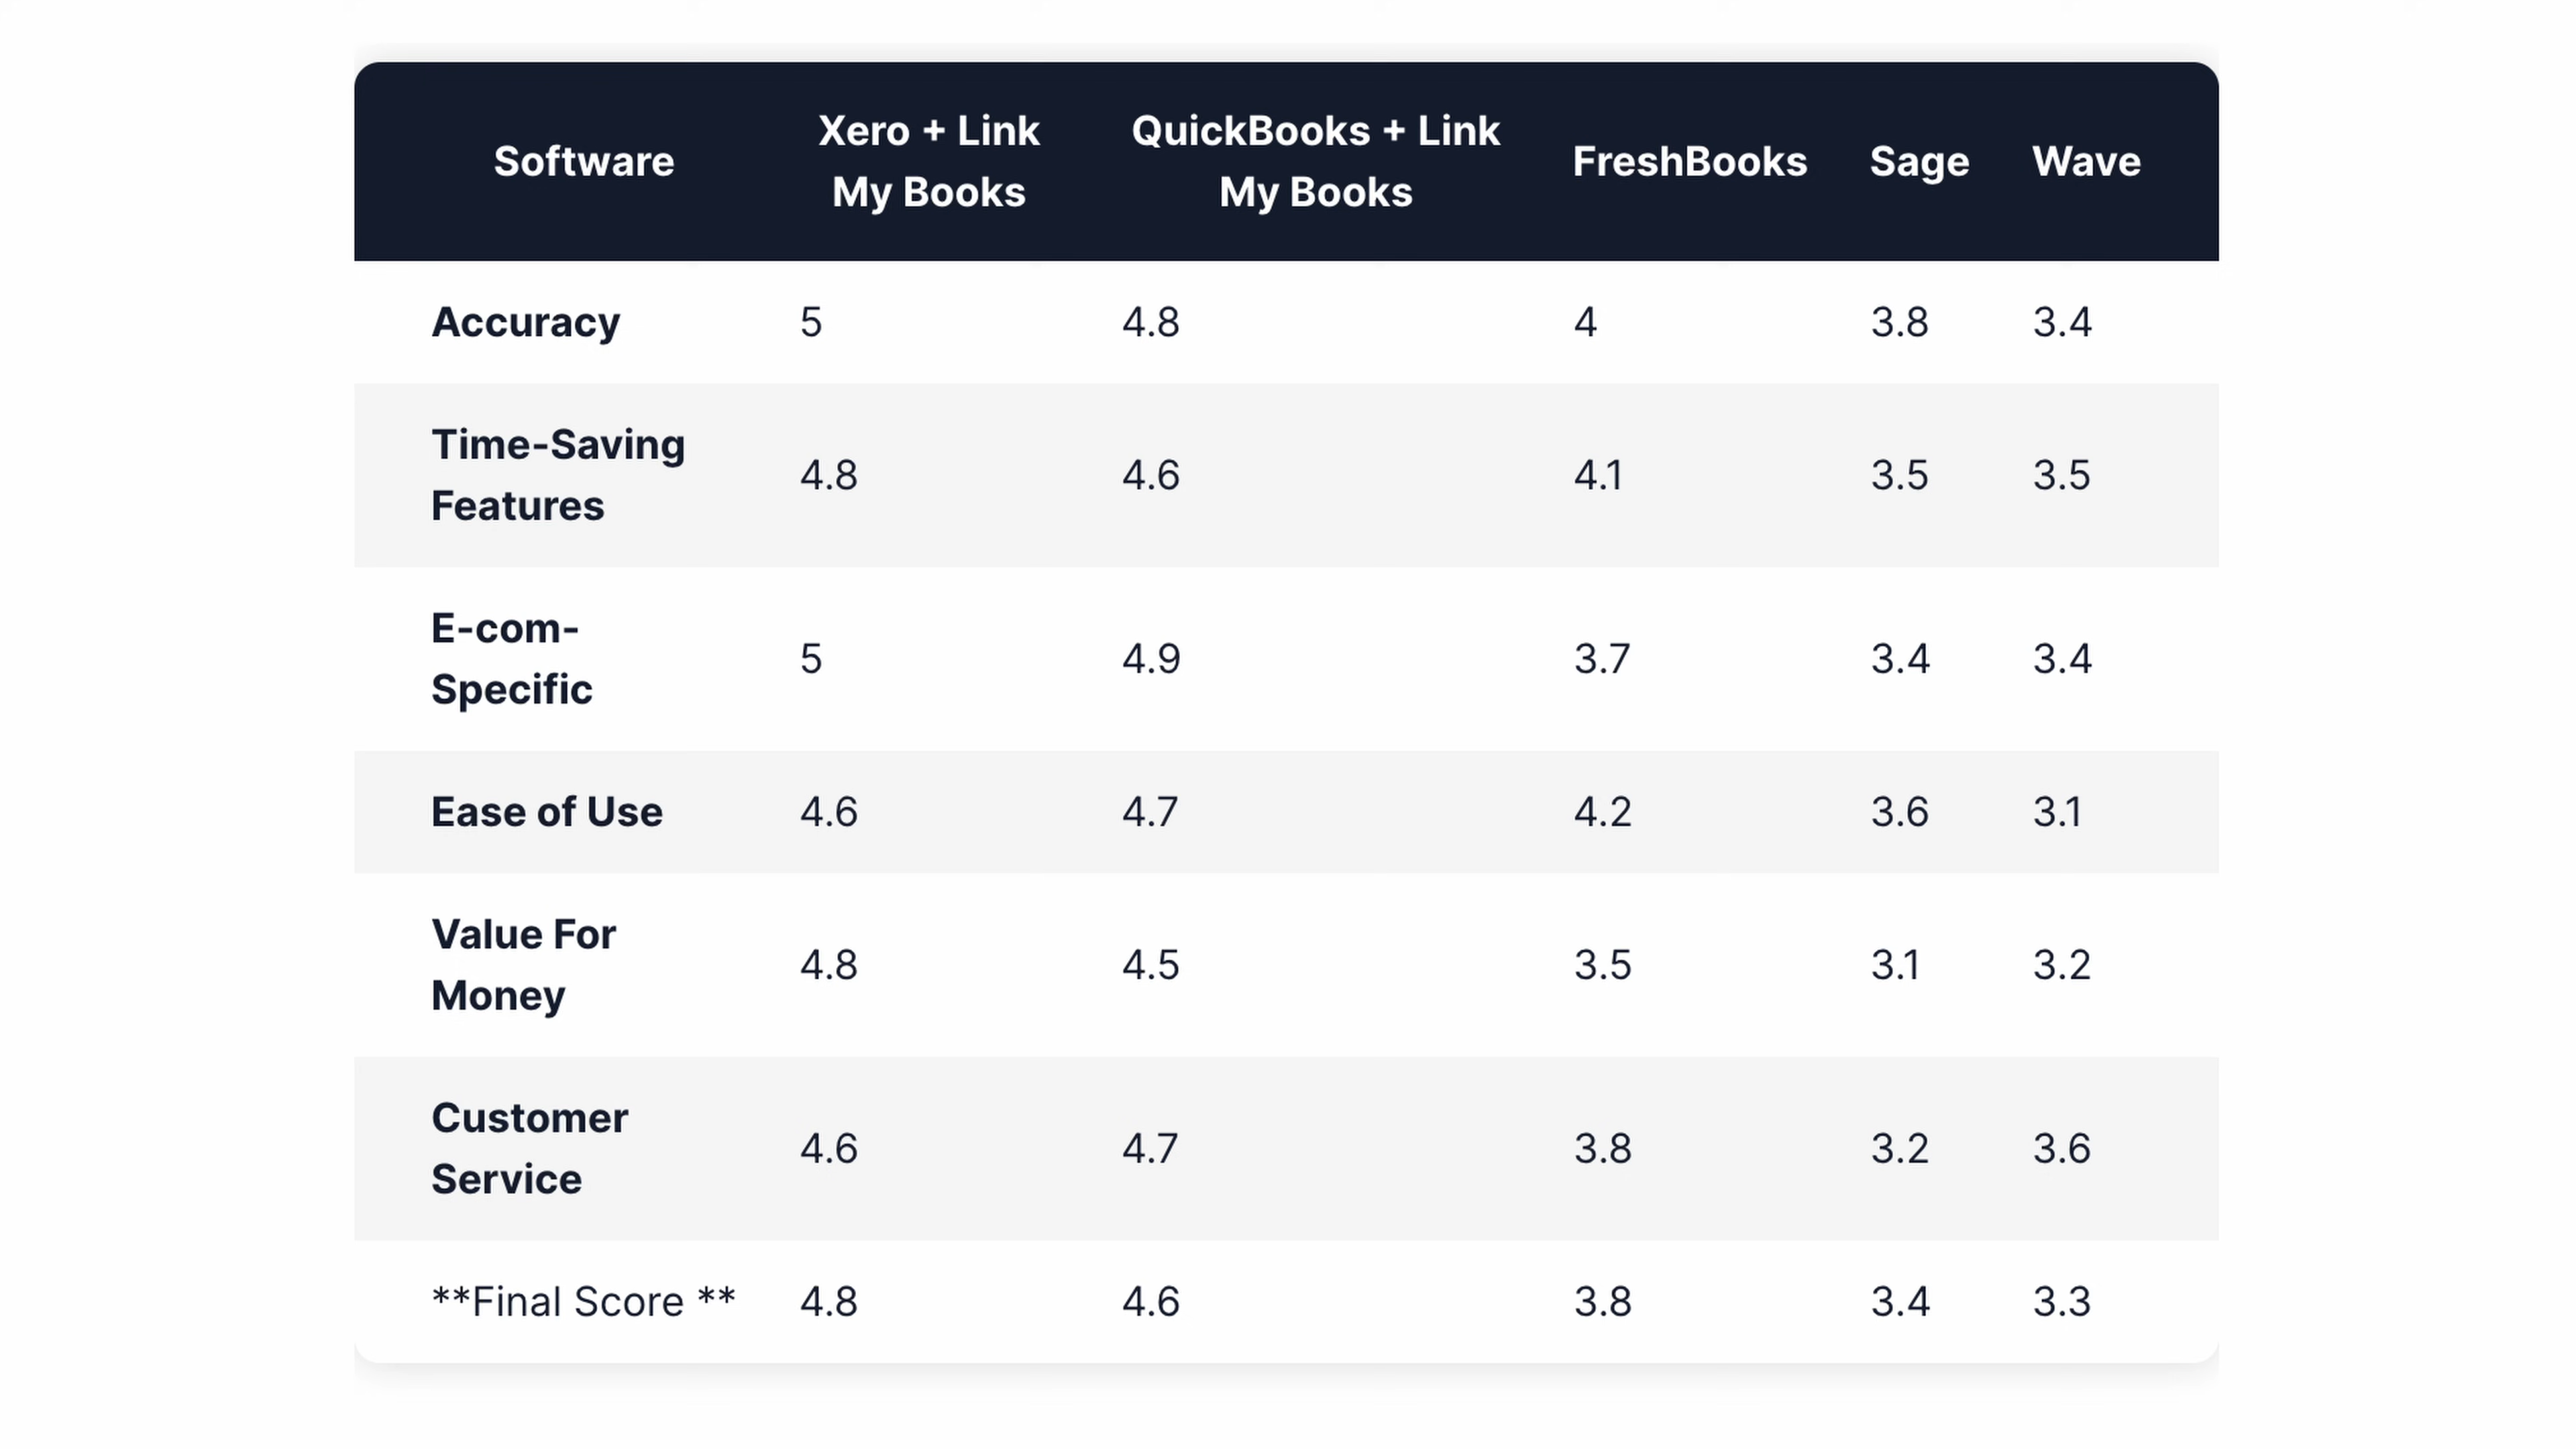 Software Xero + Link My Books QuickBooks + Link My Books FreshBooks Sage Wave
Accuracy 5 4.8 4 3.8 3.4
Time-Saving Features 4.8 4.6 4.1 3.5 3.5
E-com-Specific 5 4.9 3.7 3.4 3.4
Ease of Use 4.6 4.7 4.2 3.6 3.1
Value For Money 4.8 4.5 3.5 3.1 3.2
Customer Service 4.6 4.7 3.8 3.2 3.6
**Final Score ** 4.8 4.6 3.8 3.4 3.3